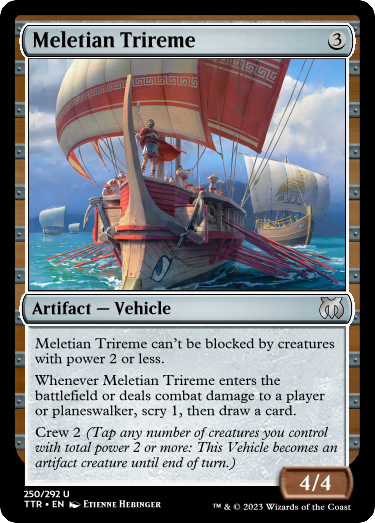 Meletian Trireme 3
Artifact — Vehicle
Meletian Trireme can't be blocked by creatures
with power 2 or less.
Whenever Meletian Trireme enters the
battlefield or deals combat damage to a player
or planeswalker, scry 1, then draw a card.
Crew 2 (Tap any number of creatures you control
with total power 2 or more: This Vehicle becomes an
artifact creature until end of turn.)
4/4
250/292 U
TTR • EN Etienne Hebinger ™ & © 2023 Wizards of the Coast